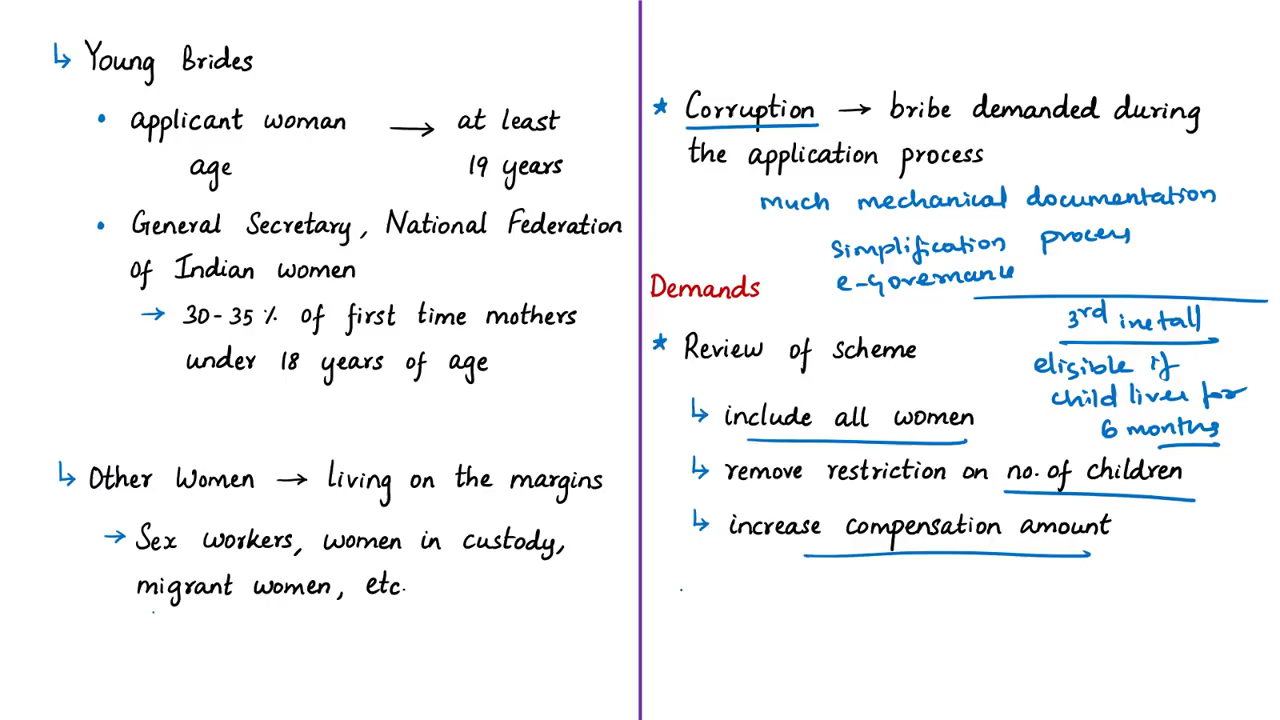 ↳ Young Brides
• applicant woman → at least
age 19 years
• General Secretary, National Federation
of Indian women
→ 30-35% of first time mothers
under 18 years of age
↳ Other Women → living on the margins
→ Sex workers, women in custody,
migrant women, etc.
★ Corruption → bribe demanded during
the application process
much mechanical documentation
simplification process
e-Governance
Demands
3rd install
★ Review of scheme
eligible if
child lives for
6 months
↳ include all women
↳ remove restriction on no. of children
↳ increase compensation amount